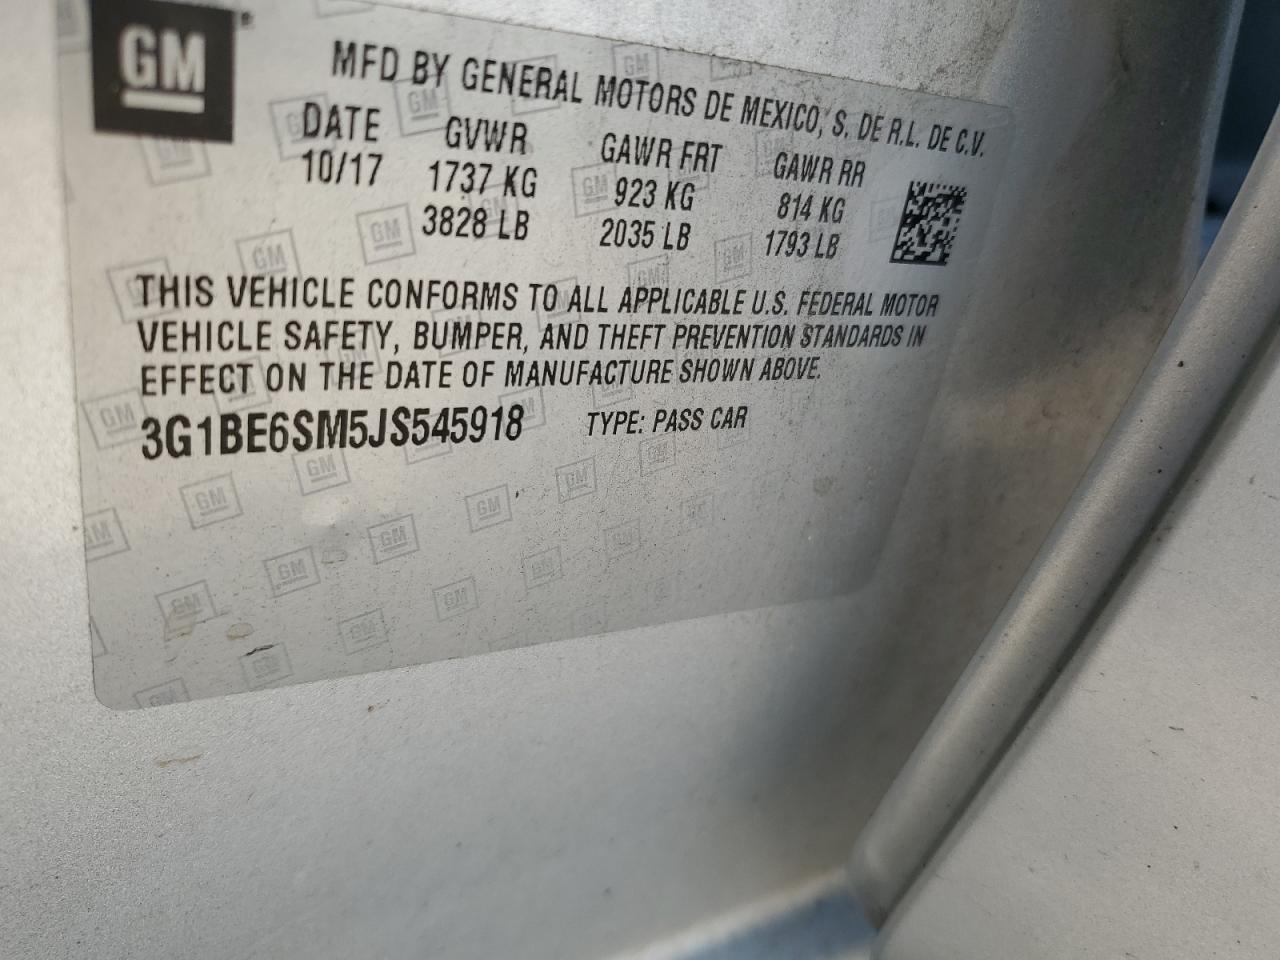 GM
MFD BY GENERAL MOTORS DE MEXICO, S. DE R.L. DE C.V.
DATE GVWR GAWR FRT GAWR RR
10/17 1737 KG 923 KG 814 KG
3828 LB 2035 LB 1793 LB
THIS VEHICLE CONFORMS TO ALL APPLICABLE U.S. FEDERAL MOTOR
VEHICLE SAFETY, BUMPER, AND THEFT PREVENTION STANDARDS IN
EFFECT ON THE DATE OF MANUFACTURE SHOWN ABOVE.
3G1BE6SM5JS545918 TYPE: PASS CAR